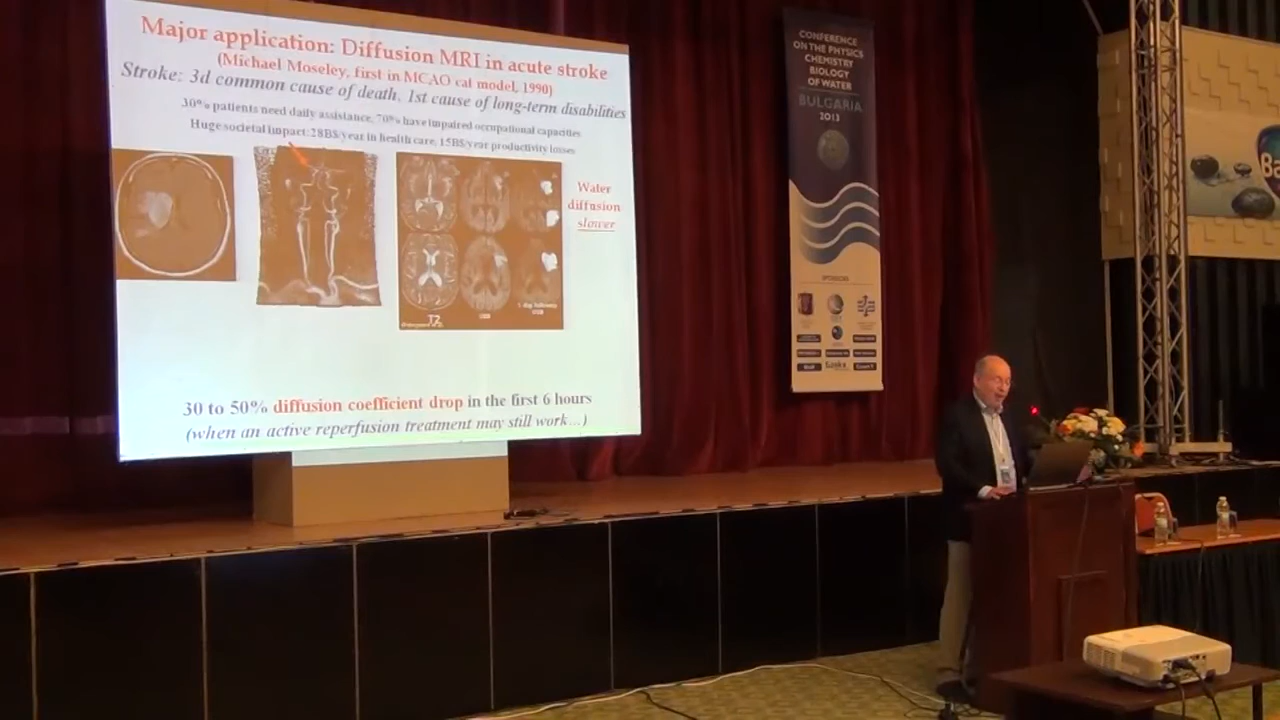 Major application: Diffusion MRI in acute stroke
(Michael Moseley, first in MCAO cat model, 1990)
Stroke: 3d common cause of death, 1st cause of long-term disabilities
30% patients need daily assistance, 70% have impaired occupational capacities
Huge societal impact: 28B$/year in health care, 15B$/year productivity losses
Water
diffusion
slower
T2
30 to 50% diffusion coefficient drop in the first 6 hours
(when an active reperfusion treatment may still work...)
CONFERENCE
ON THE PHYSICS
CHEMISTRY
BIOLOGY
OF WATER
BULGARIA
2013
SPONSORS
Ba